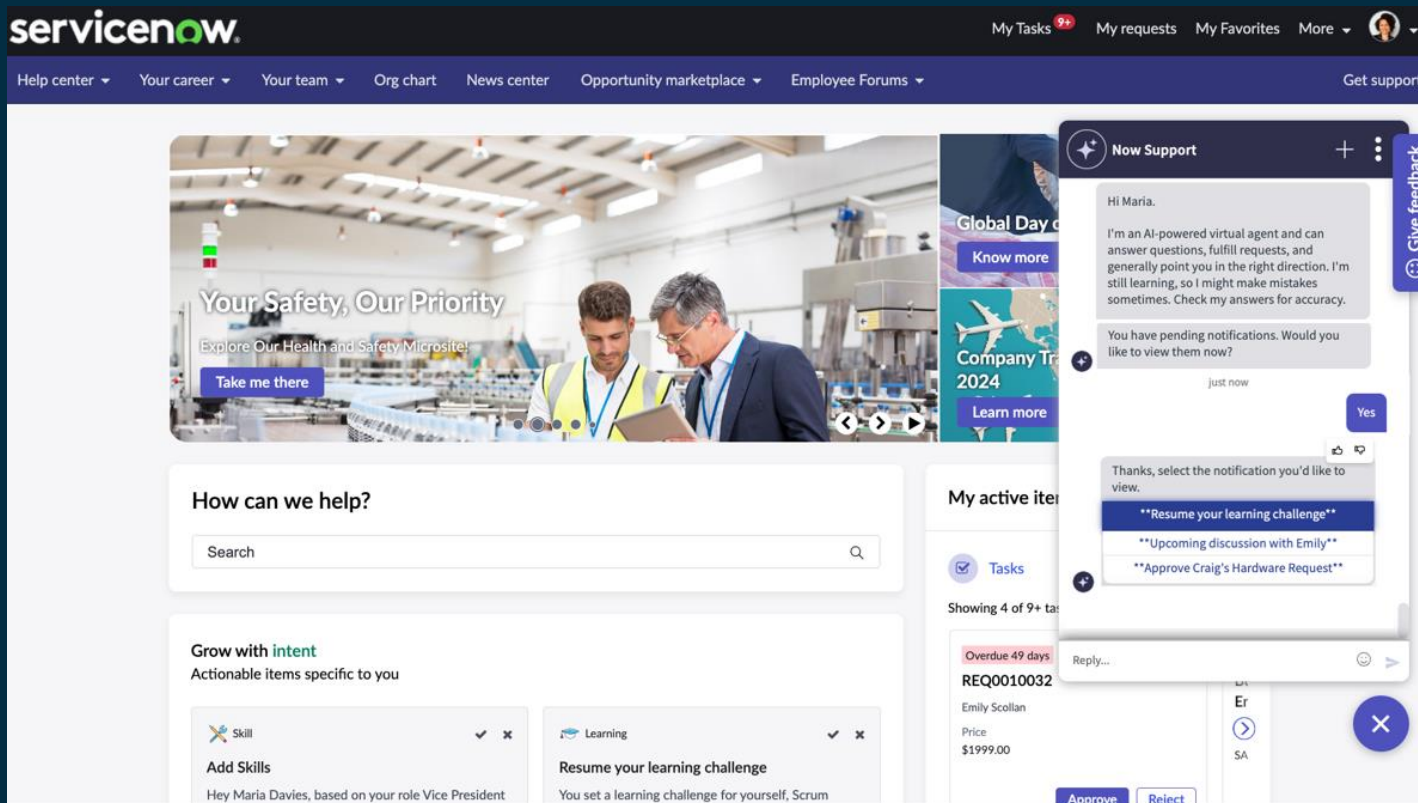 servicenow.
My Tasks 9+ My requests My Favorites More
Help center Your career Your team Org chart News center Opportunity marketplace Employee Forums Get support
Your Safety, Our Priority
Explore Our Health and Safety Microsite!
Take me there
Global Day
Know more
Company
2024
Learn more
Now Support
Give feedback
Hi Maria.
I'm an AI-powered virtual agent and can
answer questions, fulfill requests, and
generally point you in the right direction. I'm
still learning, so I might make mistakes
sometimes. Check my answers for accuracy.
You have pending notifications. Would you
like to view them now?
just now
Yes
Thanks, select the notification you'd like to
view.
**Resume your learning challenge**
**Upcoming discussion with Emily**
**Approve Craig's Hardware Request**
Reply...
How can we help?
Search
Grow with intent
Actionable items specific to you
Skill
Add Skills
Hey Maria Davies, based on your role Vice President
Learning
Resume your learning challenge
You set a learning challenge for yourself, Scrum
My active
Tasks
Showing 4 of 9+
Overdue 49 days
REQ0010032
Emily Scollan
Price
$1999.00
Approve Reject
Er
SA